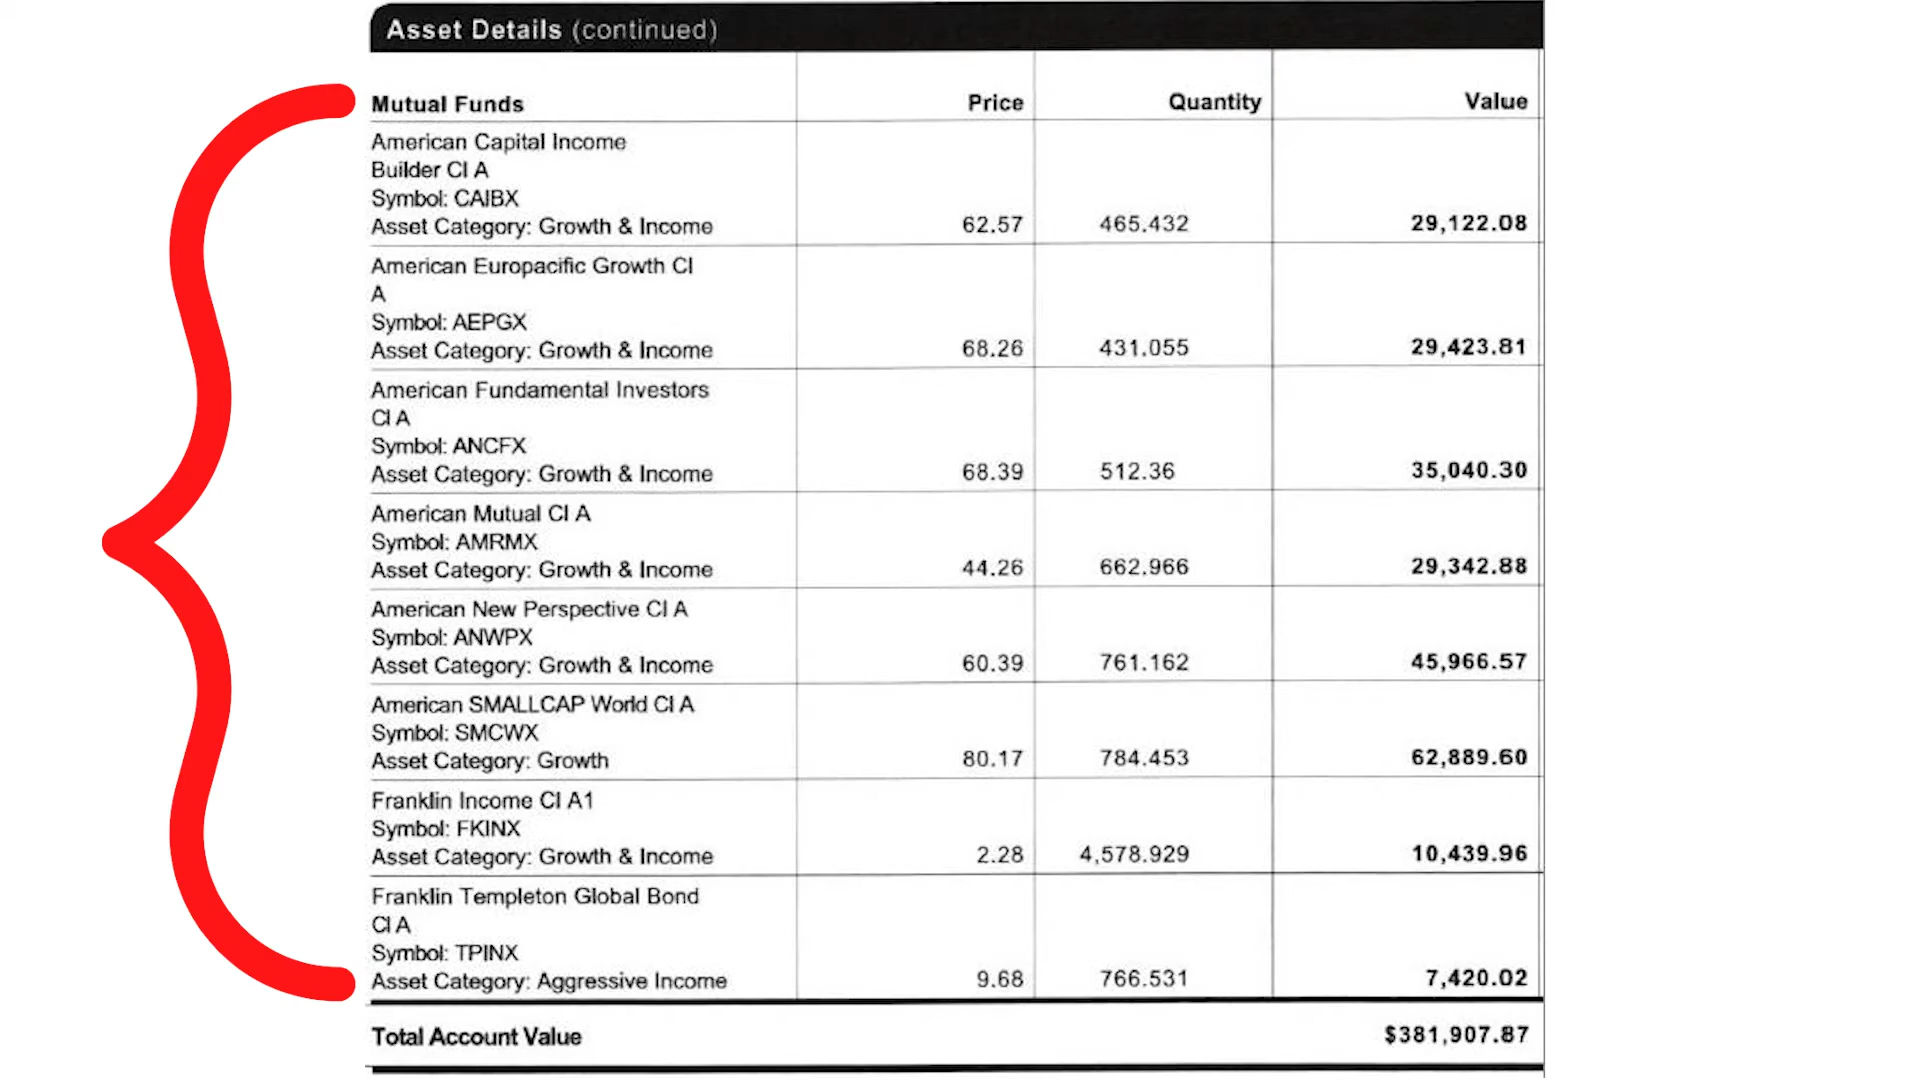 Asset Details (continued)
Mutual Funds Price Quantity Value
American Capital Income
Builder Cl A
Symbol: CAIBX
Asset Category: Growth & Income 62.57 465.432 29,122.08
American Europacific Growth Cl
A
Symbol: AEPGX
Asset Category: Growth & Income 68.26 431.055 29,423.81
American Fundamental Investors
Cl A
Symbol: ANCFX
Asset Category: Growth & Income 68.39 512.36 35,040.30
American Mutual Cl A
Symbol: AMRMX
Asset Category: Growth & Income 44.26 662.966 29,342.88
American New Perspective Cl A
Symbol: ANWPX
Asset Category: Growth & Income 60.39 761.162 45,966.57
American SMALLCAP World Cl A
Symbol: SMCWX
Asset Category: Growth 80.17 784.453 62,889.60
Franklin Income Cl A1
Symbol: FKINX
Asset Category: Growth & Income 2.28 4,578.929 10,439.96
Franklin Templeton Global Bond
Cl A
Symbol: TPINX
Asset Category: Aggressive Income 9.68 766.531 7,420.02
Total Account Value $381,907.87